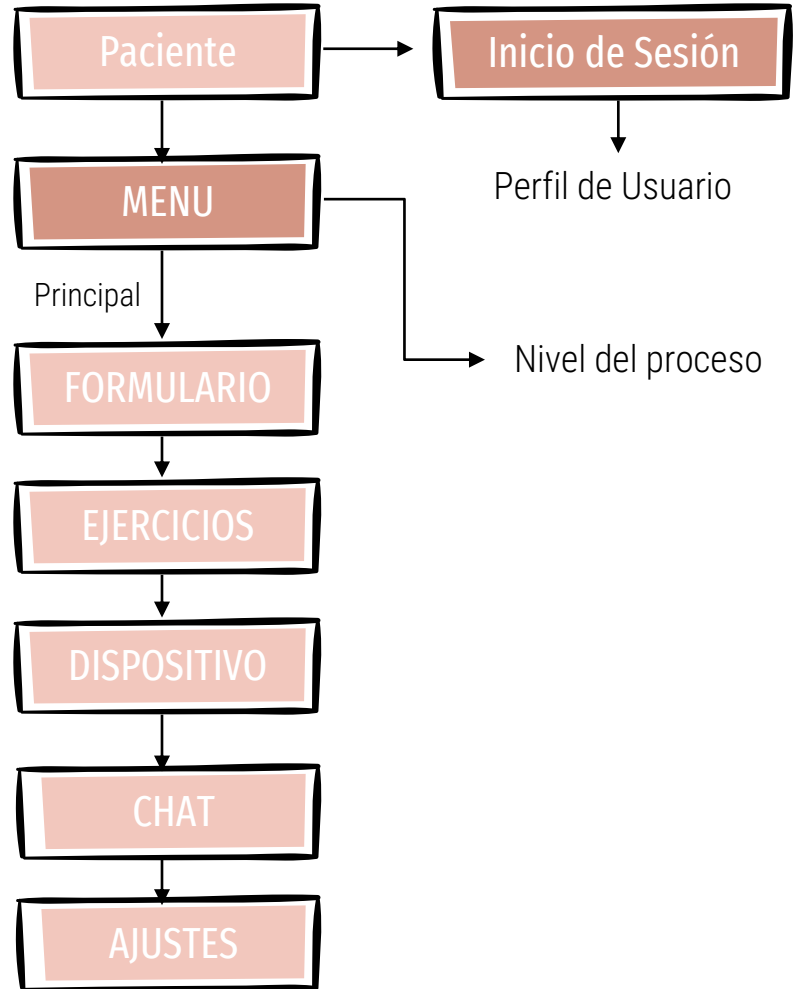 Paciente
Inicio de Sesión
MENU
Perfil de Usuario
Principal
Nivel del proceso
FORMULARIO
EJERCICIOS
DISPOSITIVO
CHAT
AJUSTES